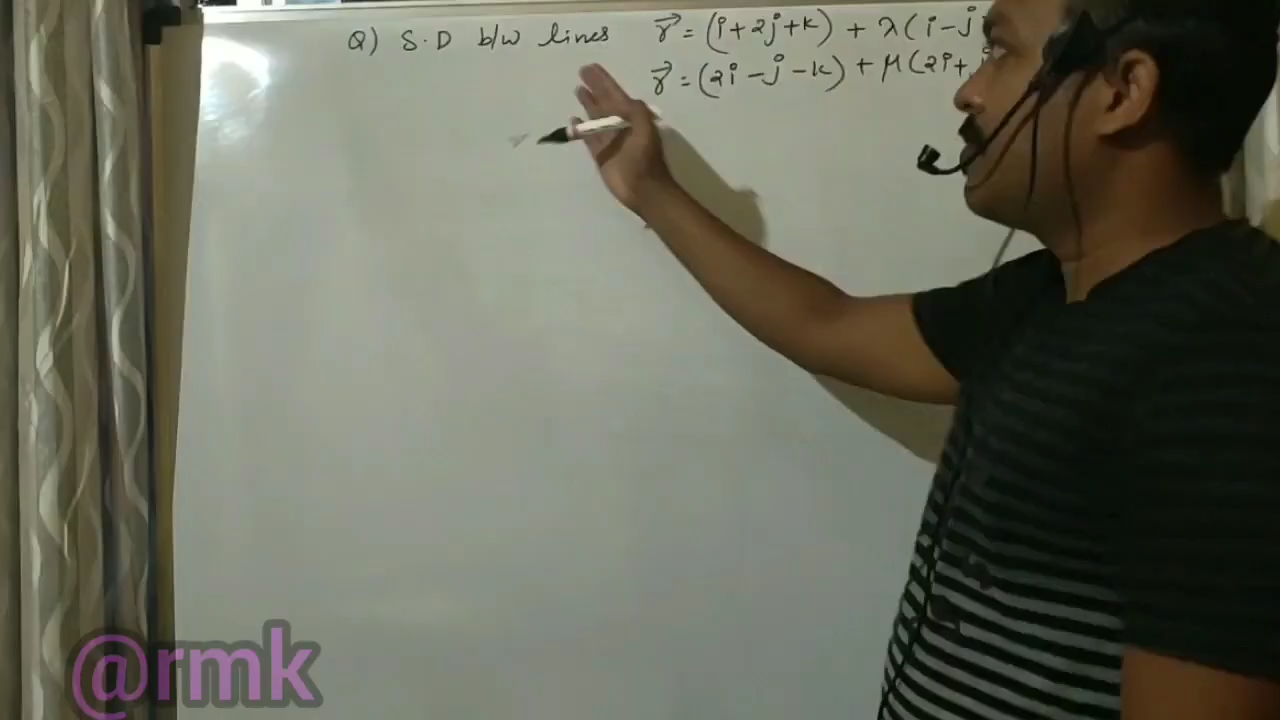 Q) S.D b/w lines r⃗ = (i+2j+k) + λ(i-j
r⃗ = (2i-j-k) + μ(2i+j
@rmk